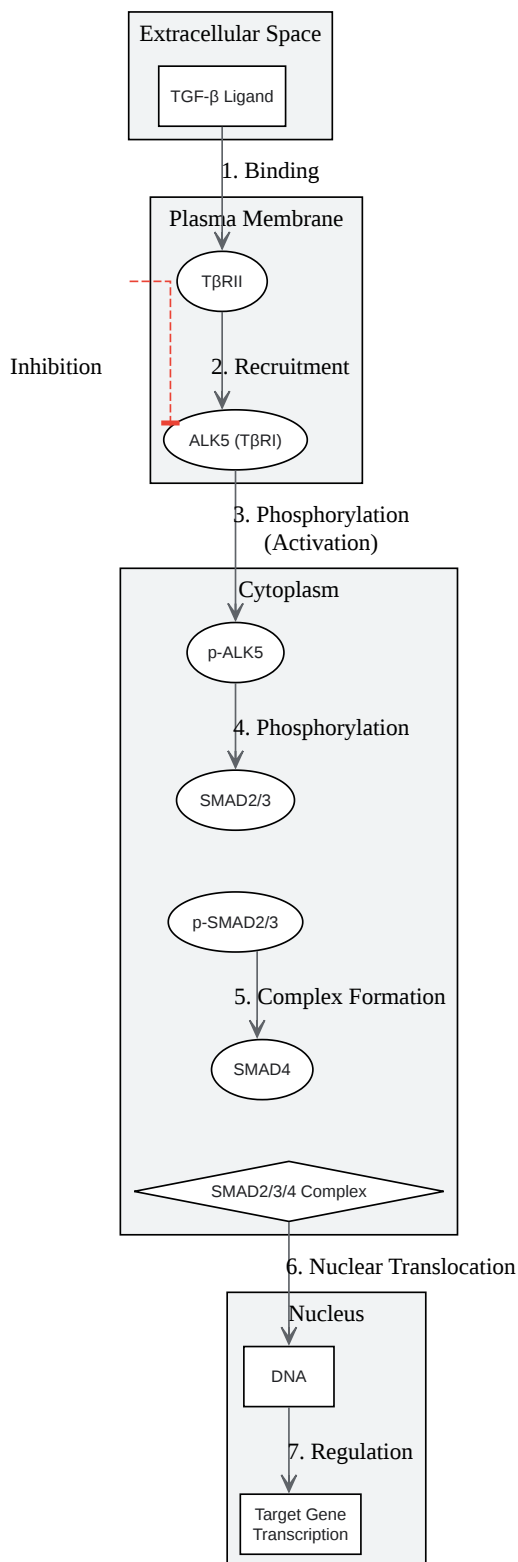 Extracellular Space
TGF-β Ligand
1. Binding
Plasma Membrane
TβRII
Inhibition
2. Recruitment
ALK5 (TβRI)
3. Phosphorylation
(Activation)
Cytoplasm
p-ALK5
4. Phosphorylation
SMAD2/3
p-SMAD2/3
5. Complex Formation
SMAD4
SMAD2/3/4 Complex
6. Nuclear Translocation
Nucleus
DNA
7. Regulation
Target Gene
Transcription